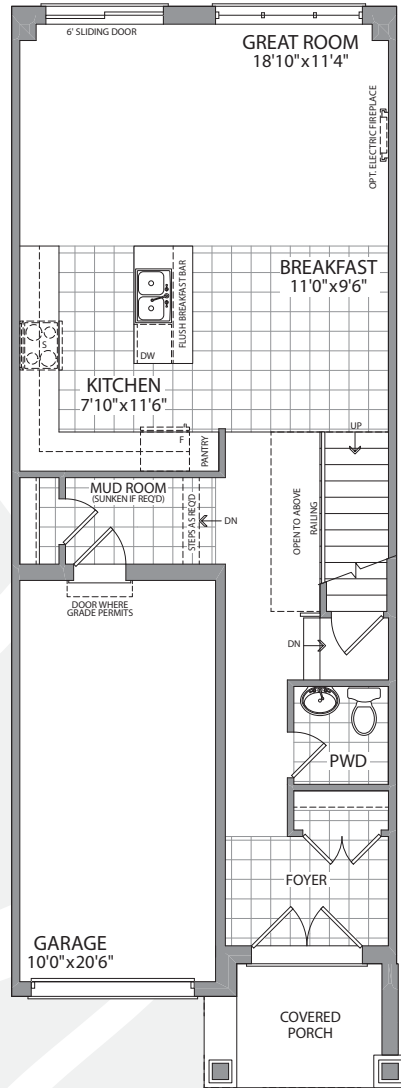 6' SLIDING DOOR
GREAT ROOM
18'10"x11'4"
OPT. ELECTRIC FIREPLACE
BREAKFAST
11'0"x9'6"
FLUSH BREAKFAST BAR
S
DW
KITCHEN
7'10"x11'6"
F
PANTRY
UP
MUD ROOM
(SUNKEN IF REQ'D)
STEPS AS REQ'D
DN
OPEN TO ABOVE
RAILING
DOOR WHERE
GRADE PERMITS
DN
PWD
FOYER
GARAGE
10'0"x20'6"
COVERED
PORCH